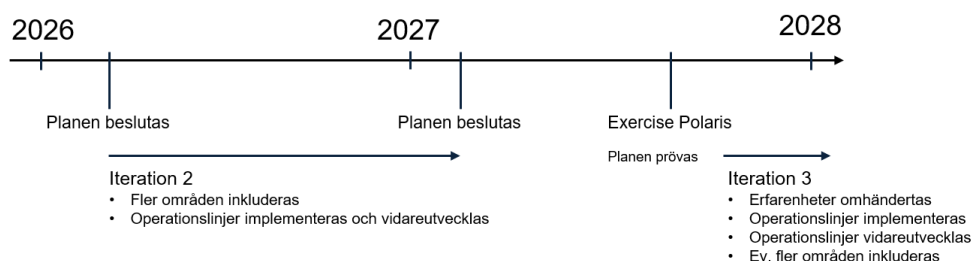 2026
2027
2028
Planen beslutas
Planen beslutas
Exercise Polaris
Planen prövas
Iteration 2
• Fler områden inkluderas
• Operationslinjer implementeras och vidareutvecklas
Iteration 3
• Erfarenheter omhändertas
• Operationslinjer implementeras
• Operationslinjer vidareutvecklas
• Ev. fler områden inkluderas